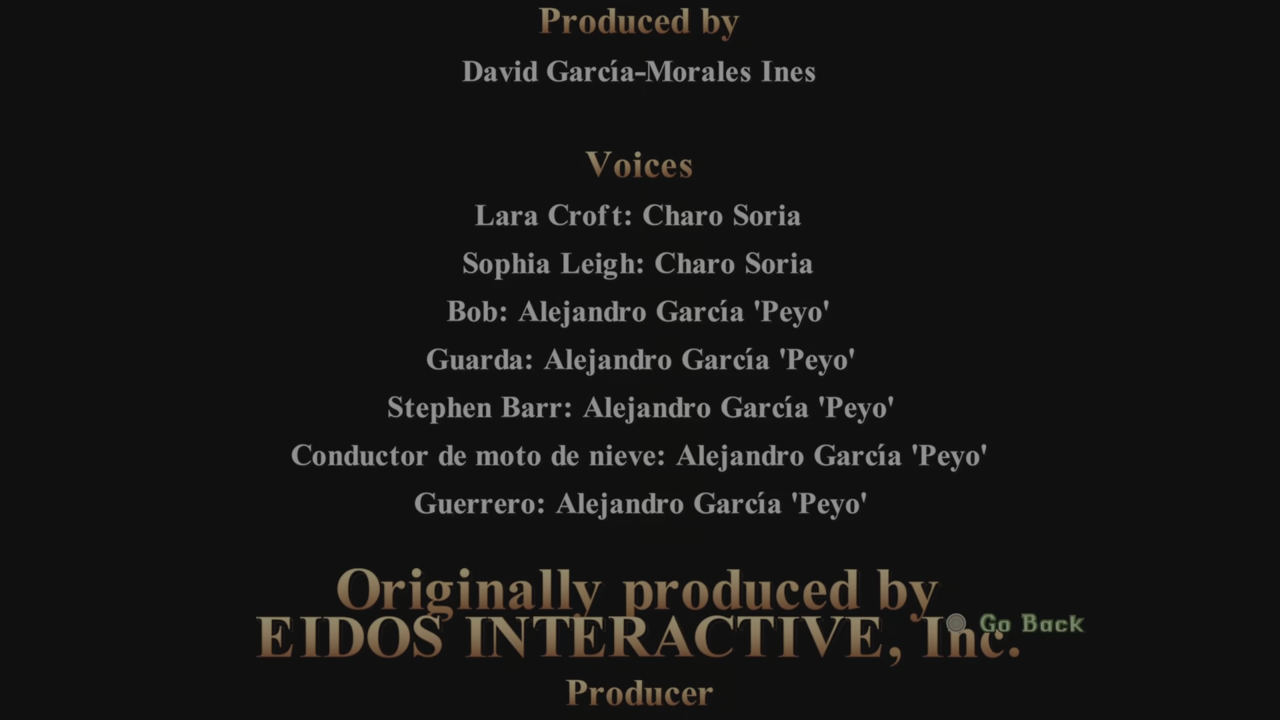 Produced by
David García-Morales Ines
Voices
Lara Croft: Charo Soria
Sophia Leigh: Charo Soria
Bob: Alejandro García 'Peyo'
Guarda: Alejandro García 'Peyo'
Stephen Barr: Alejandro García 'Peyo'
Conductor de moto de nieve: Alejandro García 'Peyo'
Guerrero: Alejandro García 'Peyo'
Originally produced by
EIDOS INTERACTIVE, Inc.
Go Back
Producer